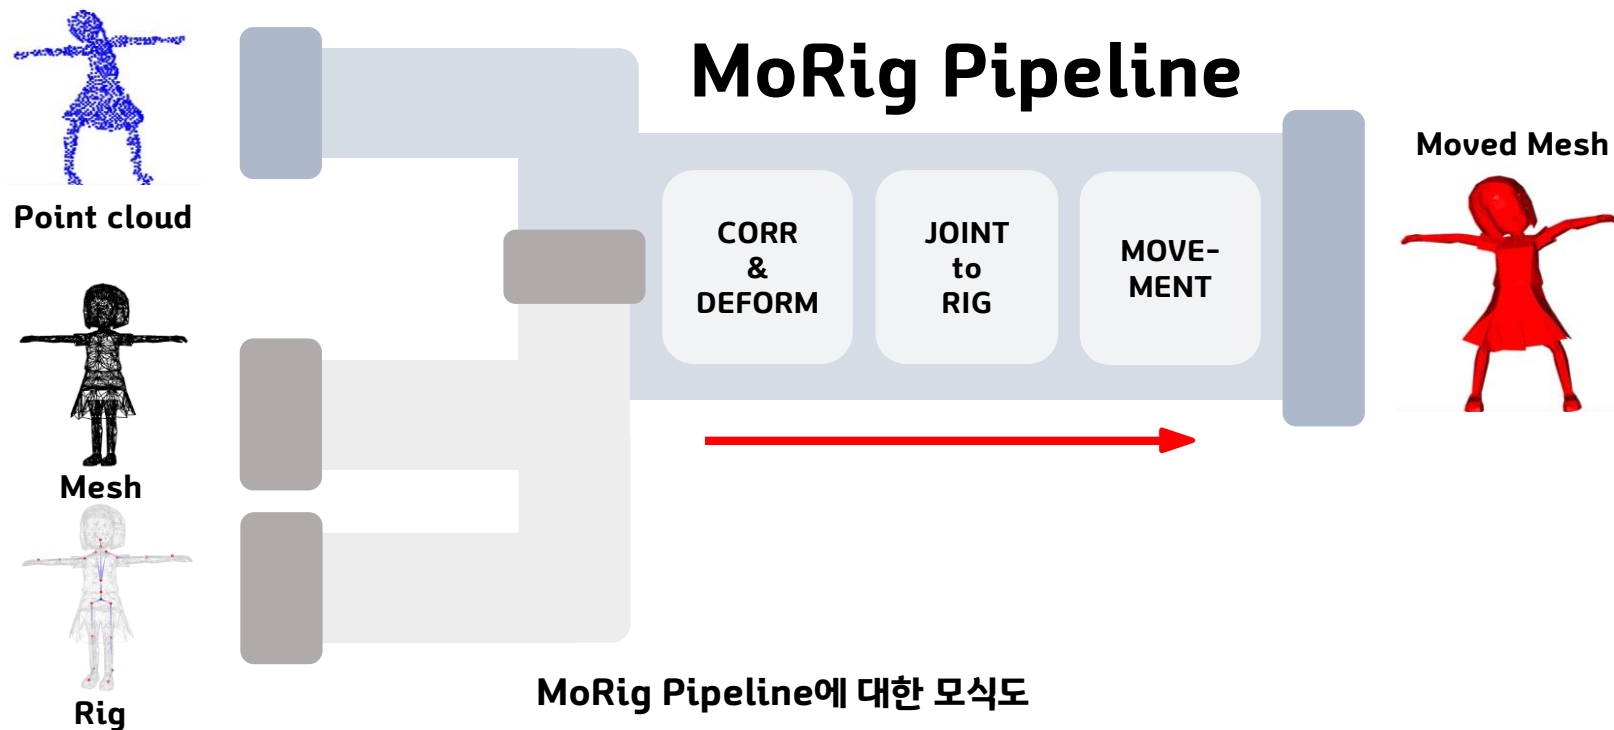 MoRig Pipeline
Point cloud
Mesh
Rig
CORR
&
DEFORM
JOINT
to
RIG
MOVE-
MENT
Moved Mesh
MoRig Pipeline에 대한 모식도